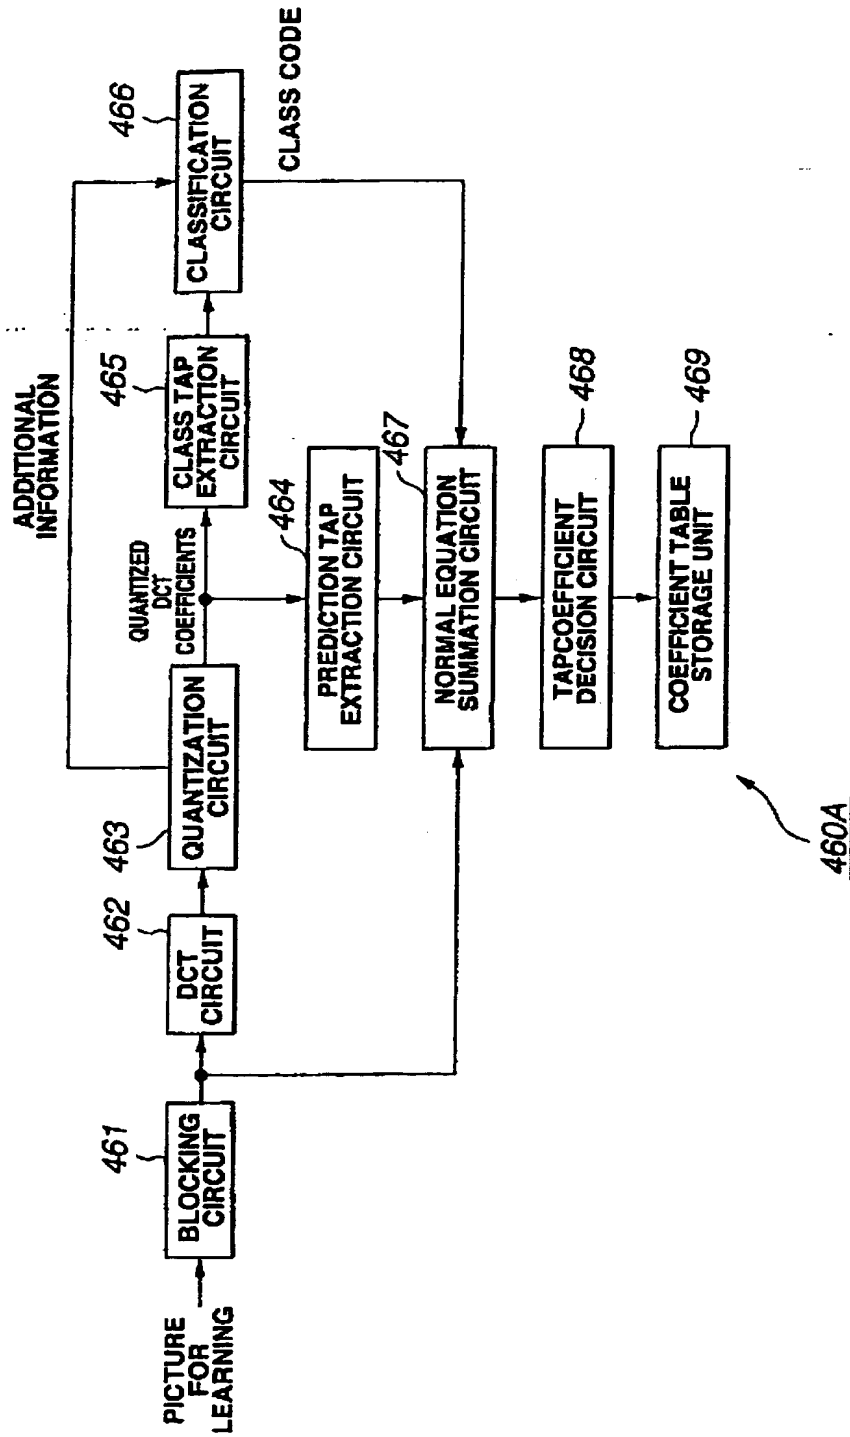 PICTURE
FOR
LEARNING
461
BLOCKING
CIRCUIT
462
DCT
CIRCUIT
463
QUANTIZATION
CIRCUIT
ADDITIONAL
INFORMATION
QUANTIZED
DCT
COEFFICIENTS
465
CLASS TAP
EXTRACTION
CIRCUIT
466
CLASSIFICATION
CIRCUIT
CLASS CODE
464
PREDICTION TAP
EXTRACTION CIRCUIT
467
NORMAL EQUATION
SUMMATION CIRCUIT
468
TAPCOEFFICIENT
DECISION CIRCUIT
469
COEFFICIENT TABLE
STORAGE UNIT
460A